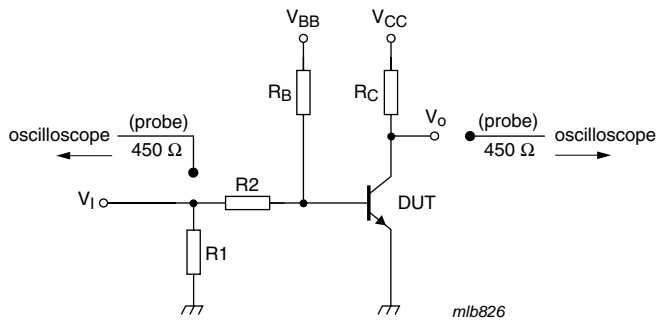 VBB
VCC
RB
RC
Vo
(probe)
oscilloscope
450 Ω
(probe)
oscilloscope
450 Ω
R2
DUT
VI
R1
mlb826